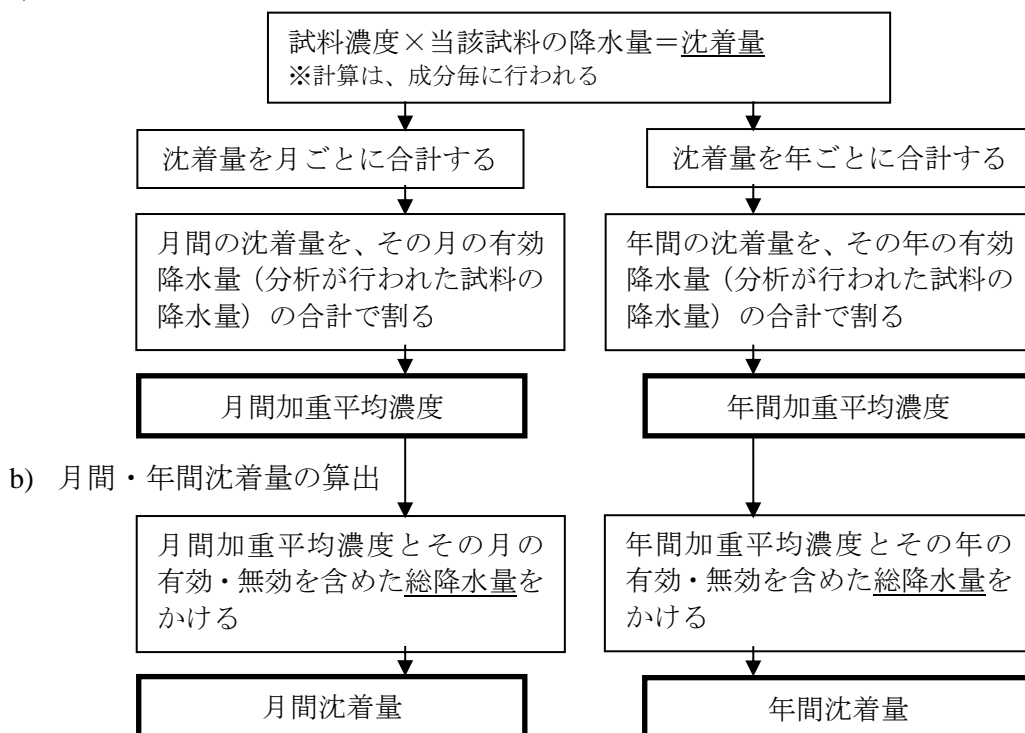 試料濃度×当該試料の降水量＝沈着量
※計算は、成分毎に行われる
沈着量を月ごとに合計する
沈着量を年ごとに合計する
月間の沈着量を、その月の有効
降水量（分析が行われた試料の
降水量）の合計で割る
年間の沈着量を、その年の有効
降水量（分析が行われた試料の
降水量）の合計で割る
月間加重平均濃度
年間加重平均濃度
b) 月間・年間沈着量の算出
月間加重平均濃度とその月の
有効・無効を含めた総降水量を
かける
年間加重平均濃度とその年の
有効・無効を含めた総降水量を
かける
月間沈着量
年間沈着量